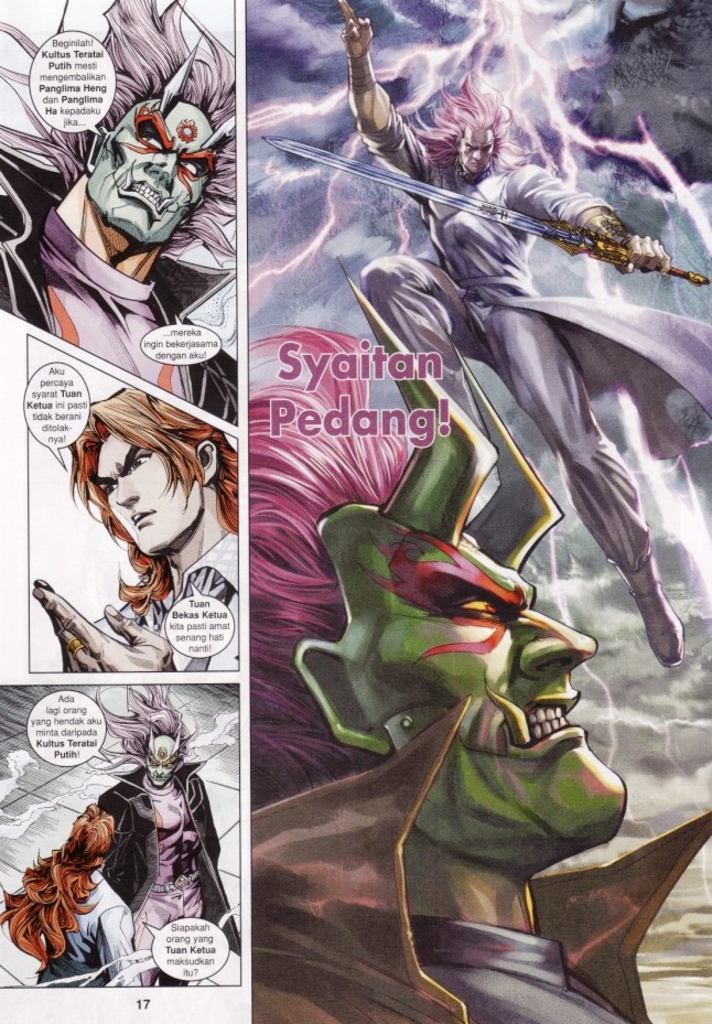 Beginilah!
Kultus Teratai
Putih mesti
mengembalikan
Panglima Heng
dan Panglima
Ha kepadaku
jika...
...mereka
ingin bekerjasama
dengan aku!
Aku
percaya
syarat Tuan
Ketua ini pasti
tidak berani
ditolak-
nya!
Tuan
Bekas Ketua
kita pasti amat
senang hati
nanti!
Ada
lagi orang
yang hendak aku
minta daripada
Kultus Teratai
Putih!
Siapakah
orang yang
Tuan Ketua
maksudkan
itu?
Syaitan
Pedang!
17